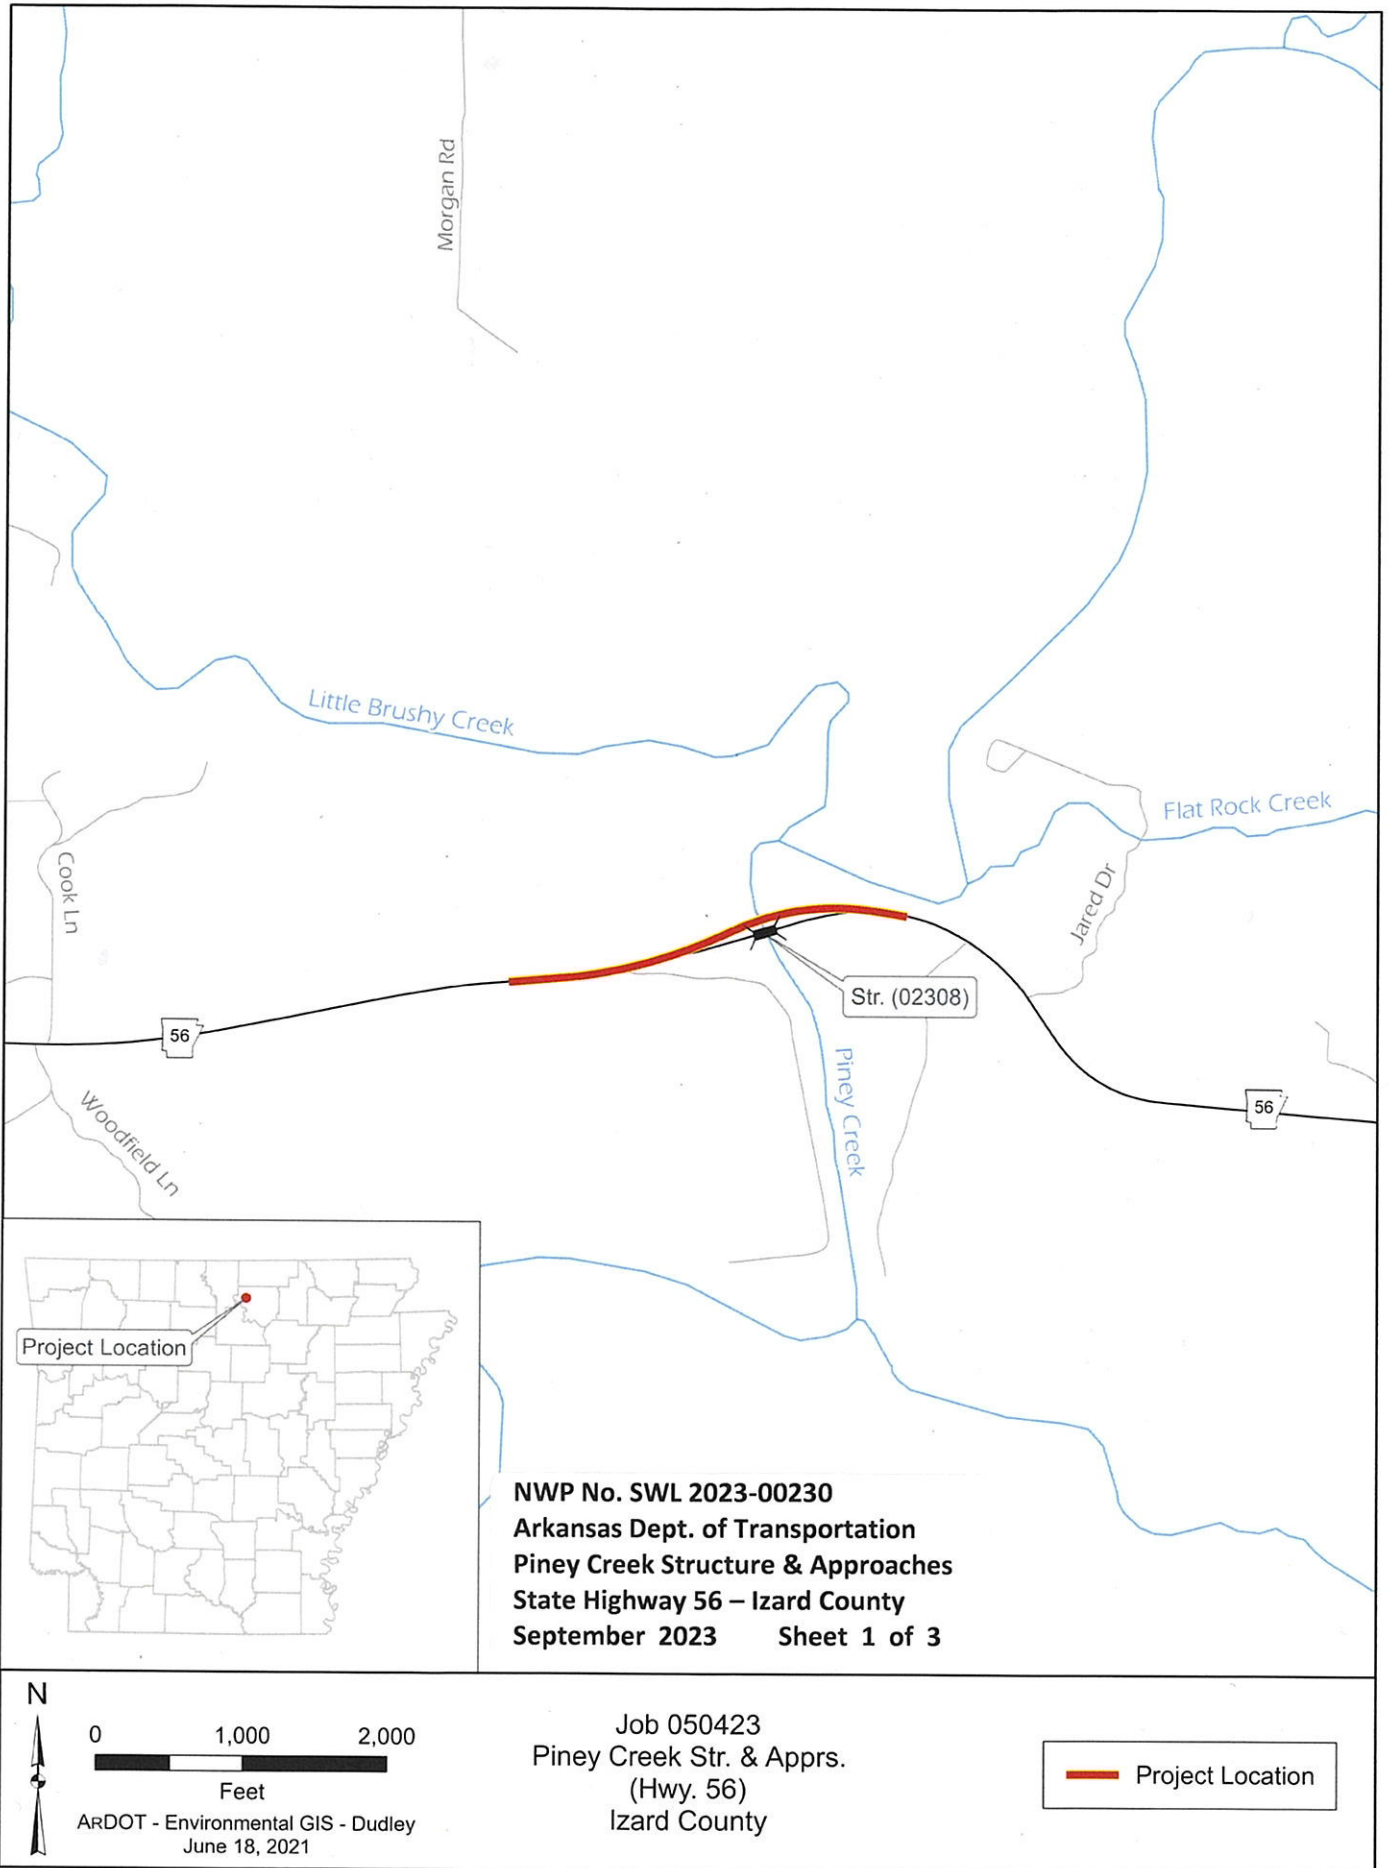 Morgan Rd
Little Brushy Creek
Flat Rock Creek
Cook Ln
Jared Dr
Str. (02308)
56
Piney Creek
56
Woodfield Ln
Project Location
NWP No. SWL 2023-00230
Arkansas Dept. of Transportation
Piney Creek Structure & Approaches
State Highway 56 – Izard County
September 2023 Sheet 1 of 3
N
0 1,000 2,000
Feet
ARDOT - Environmental GIS - Dudley
June 18, 2021
Job 050423
Piney Creek Str. & Apprs.
(Hwy. 56)
Izard County
Project Location